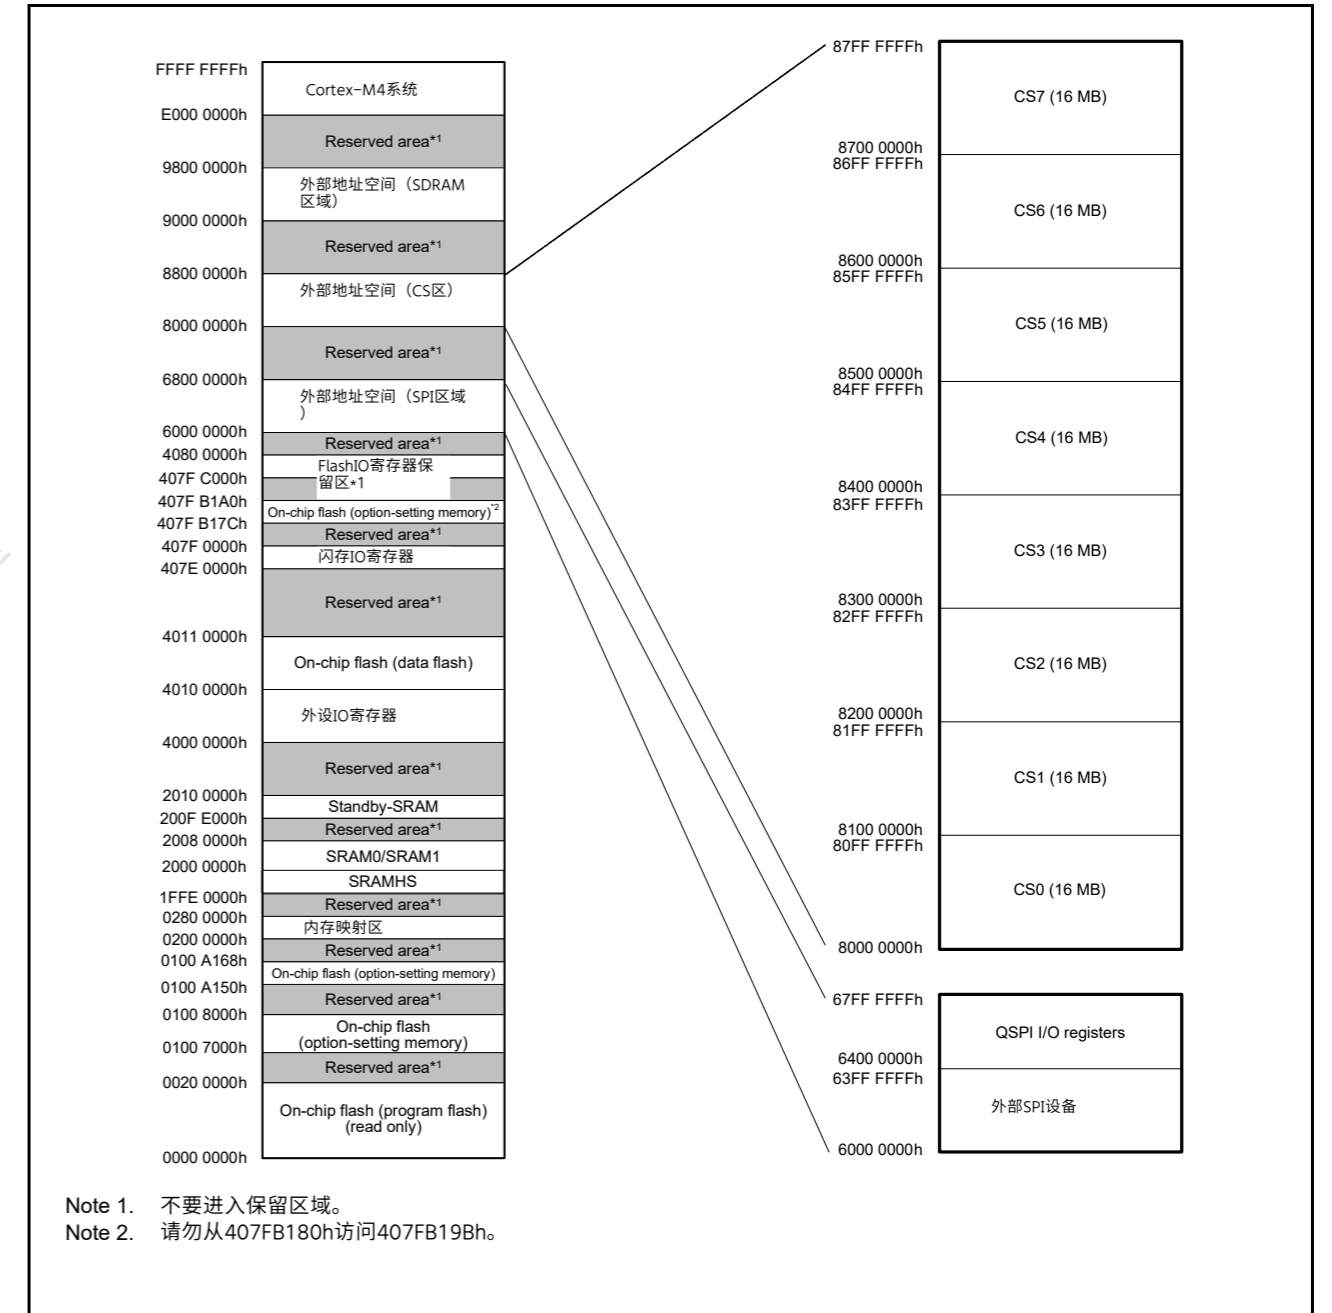 FFFF FFFFh
Cortex-M4系统
E000 0000h
Reserved area*1
9800 0000h
外部地址空间（SDRAM
区域）
9000 0000h
Reserved area*1
8800 0000h
外部地址空间（CS区）
8000 0000h
Reserved area*1
6800 0000h
外部地址空间（SPI区域
）
6000 0000h
Reserved area*1
4080 0000h
FlashIO寄存器保
407F C000h
留区*1
407F B1A0h
On-chip flash (option-setting memory)*2
407F B17Ch
Reserved area*1
407F 0000h
闪存IO寄存器
407E 0000h
Reserved area*1
4011 0000h
On-chip flash (data flash)
4010 0000h
外设IO寄存器
4000 0000h
Reserved area*1
2010 0000h
Standby-SRAM
200F E000h
Reserved area*1
2008 0000h
SRAM0/SRAM1
2000 0000h
SRAMHS
1FFE 0000h
Reserved area*1
0280 0000h
内存映射区
0200 0000h
Reserved area*1
0100 A168h
On-chip flash (option-setting memory)
0100 A150h
Reserved area*1
0100 8000h
On-chip flash
(option-setting memory)
0100 7000h
Reserved area*1
0020 0000h
On-chip flash (program flash)
(read only)
0000 0000h
87FF FFFFh
CS7 (16 MB)
8700 0000h
86FF FFFFh
CS6 (16 MB)
8600 0000h
85FF FFFFh
CS5 (16 MB)
8500 0000h
84FF FFFFh
CS4 (16 MB)
8400 0000h
83FF FFFFh
CS3 (16 MB)
8300 0000h
82FF FFFFh
CS2 (16 MB)
8200 0000h
81FF FFFFh
CS1 (16 MB)
8100 0000h
80FF FFFFh
CS0 (16 MB)
8000 0000h
67FF FFFFh
QSPI I/O registers
6400 0000h
63FF FFFFh
外部SPI设备
6000 0000h
Note 1. 不要进入保留区域。
Note 2. 请勿从407FB180h访问407FB19Bh。